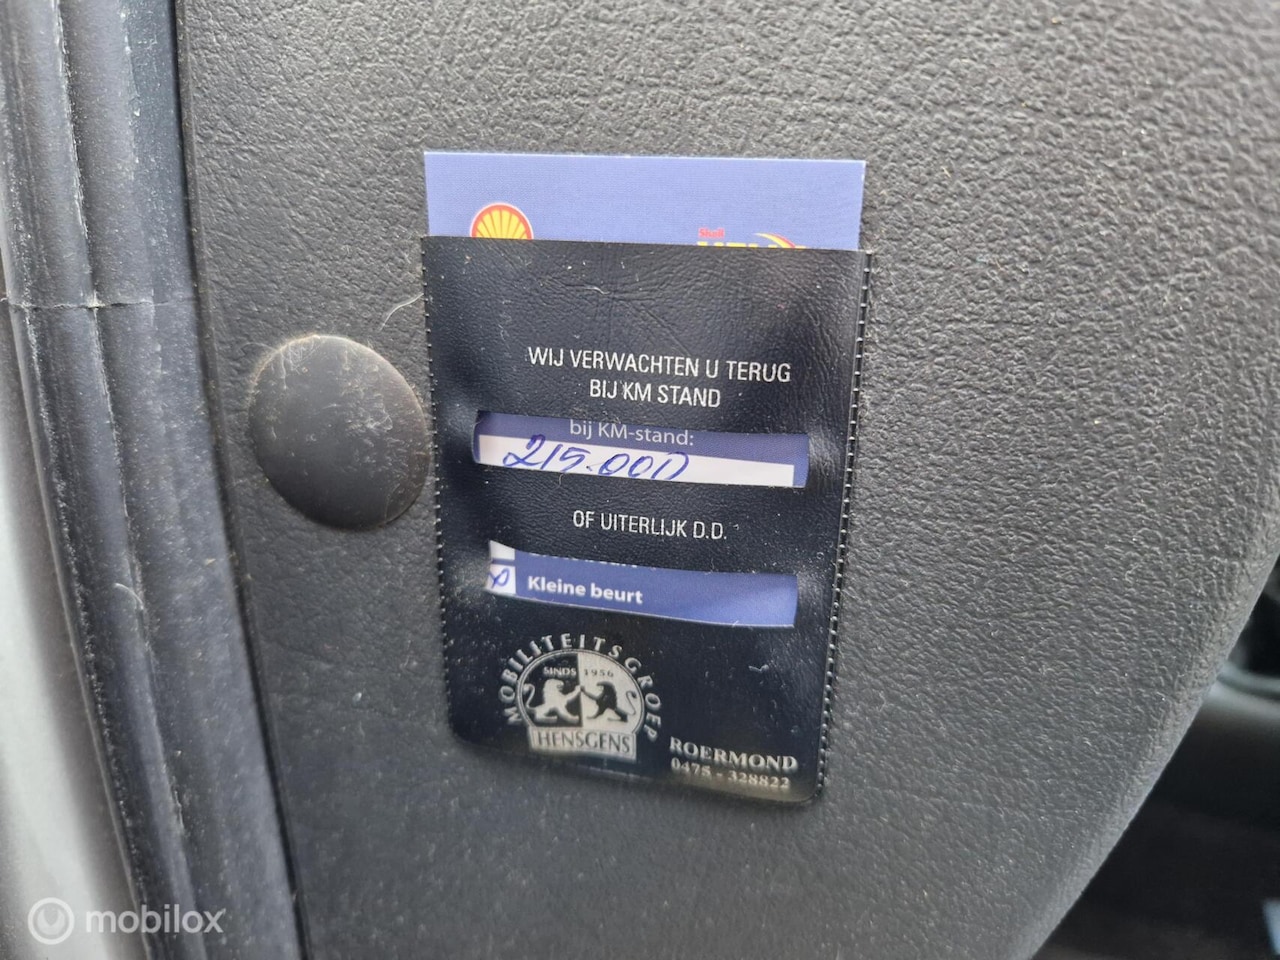 Shell
WIJ VERWACHTEN U TERUG
BIJ KM STAND
bij KM-stand:
215.000
OF UITERLIJK D.D.
Kleine beurt
MOBILITEITSGROEP
SINDS 1956
HENSGENS
ROERMOND
0475 - 328822
mobilox